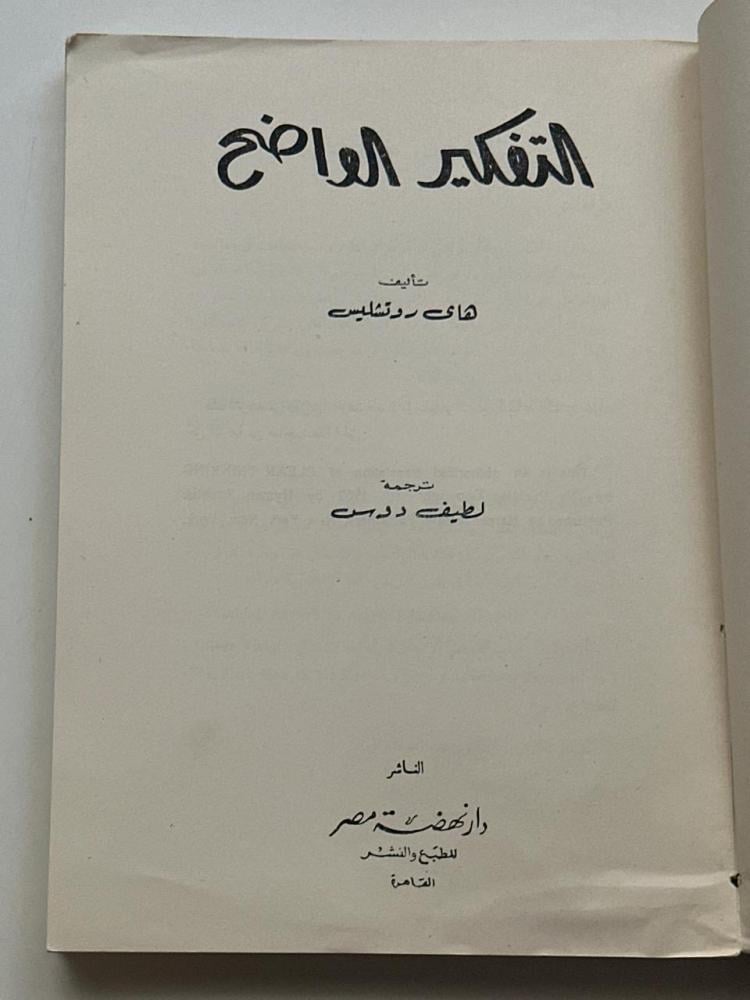 التفكير الواضح
تأليف
هاى روتشليس
ترجمة
لطيف دوس
الناشر
دار نهضة مصر
للطبع والنشر
القاهرة